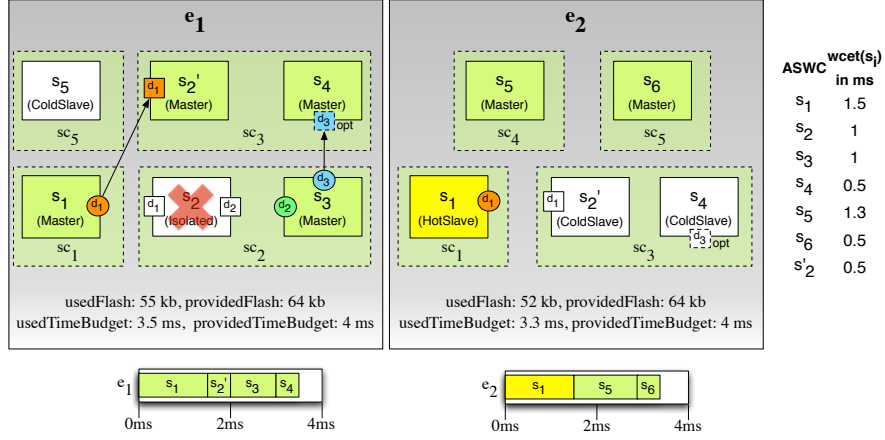 e1
s5
(ColdSlave)
sc5
d1
s2'
(Master)
s4
(Master)
d3
opt
sc3
s1
(Master)
d1
sc1
d1
s2
(Isolated)
d2
sc2
d2
d3
s3
(Master)
usedFlash: 55 kb, providedFlash: 64 kb
usedTimeBudget: 3.5 ms, providedTimeBudget: 4 ms
e2
s5
(Master)
sc4
s6
(Master)
sc5
s1
(HotSlave)
d1
sc1
d1
s2'
(ColdSlave)
s4
(ColdSlave)
d3
opt
sc3
usedFlash: 52 kb, providedFlash: 64 kb
usedTimeBudget: 3.3 ms, providedTimeBudget: 4 ms
ASWC wcet(si)
in ms
s1 1.5
s2 1
s3 1
s4 0.5
s5 1.3
s6 0.5
s'2 0.5
e1 s1 s2' s3 s4
0ms 2ms 4ms
e2 s1 s5 s6
0ms 2ms 4ms